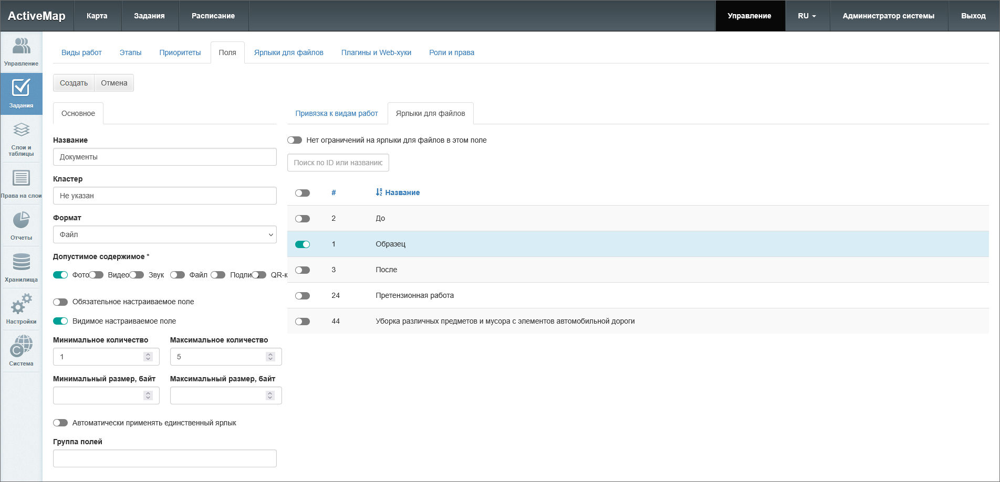 ActiveMap
Карта
Задания
Расписание
Управление
RU
Администратор системы
Выход
Управление
Задания
Слои и
таблицы
Права на слои
Отчеты
Хранилища
Настройки
Система
Виды работ
Этапы
Приоритеты
Поля
Ярлыки для файлов
Плагины и Web-хуки
Роли и права
Создать
Отмена
Основное
Название
Документы
Кластер
Не указан
Формат
Файл
Допустимое содержимое *
Фото
Видео
Звук
Файл
Подпи
QR-к
Обязательное настраиваемое поле
Видимое настраиваемое поле
Минимальное количество
Максимальное количество
1
5
Минимальный размер, байт
Максимальный размер, байт
Автоматически применять единственный ярлык
Группа полей
Привязка к видам работ
Ярлыки для файлов
Нет ограничений на ярлыки для файлов в этом поле
Поиск по ID или названию
# Название
2 До
1 Образец
3 После
24 Претензионная работа
44 Уборка различных предметов и мусора с элементов автомобильной дороги